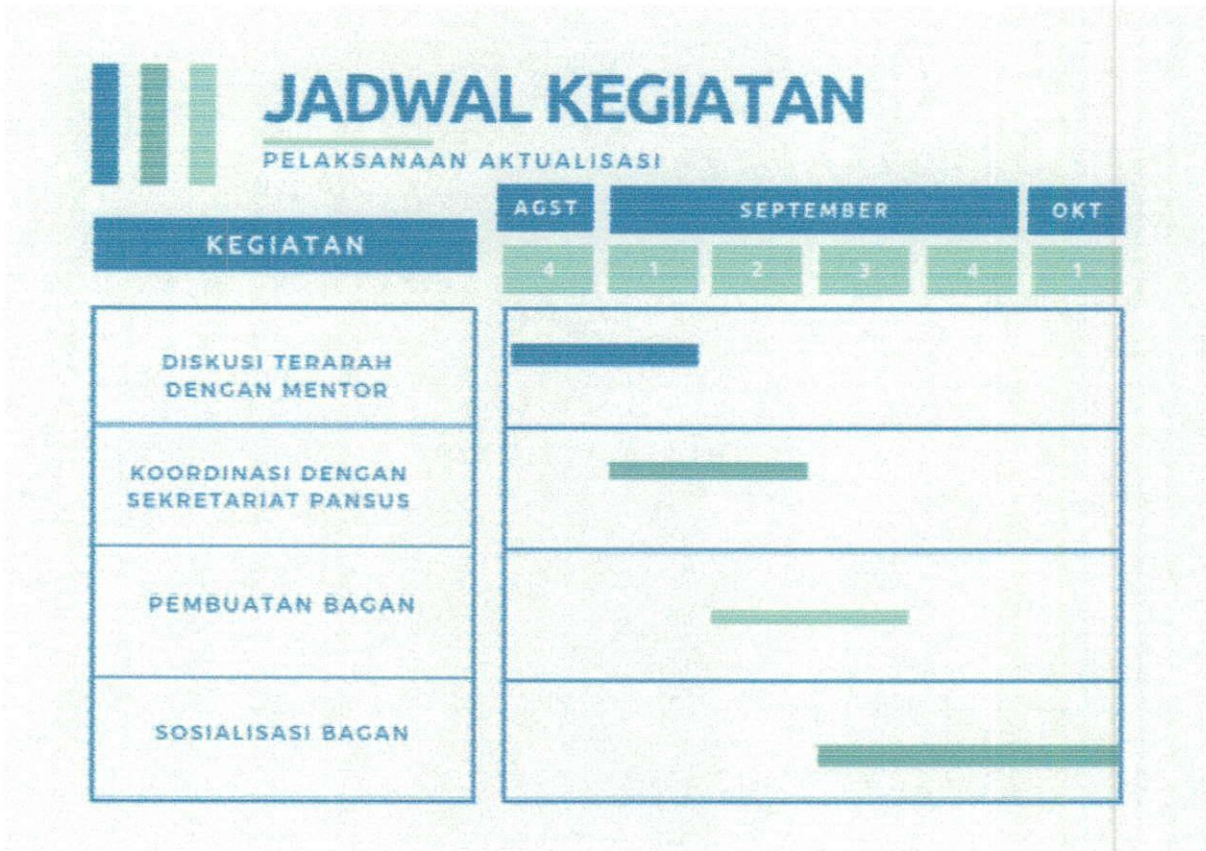 JADWAL KEGIATAN
PELAKSANAAN AKTUALISASI
KEGIATAN
AGST SEPTEMBER OKT
4 1 2 3 4 1
DISKUSI TERARAH
DENGAN MENTOR
KOORDINASI DENGAN
SEKRETARIAT PANSUS
PEMBUATAN BAGAN
SOSIALISASI BAGAN